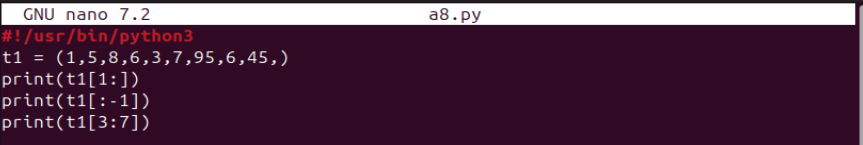 GNU nano 7.2 a8.py
#!/usr/bin/python3
t1 = (1,5,8,6,3,7,95,6,45,)
print(t1[1:])
print(t1[:-1])
print(t1[3:7])